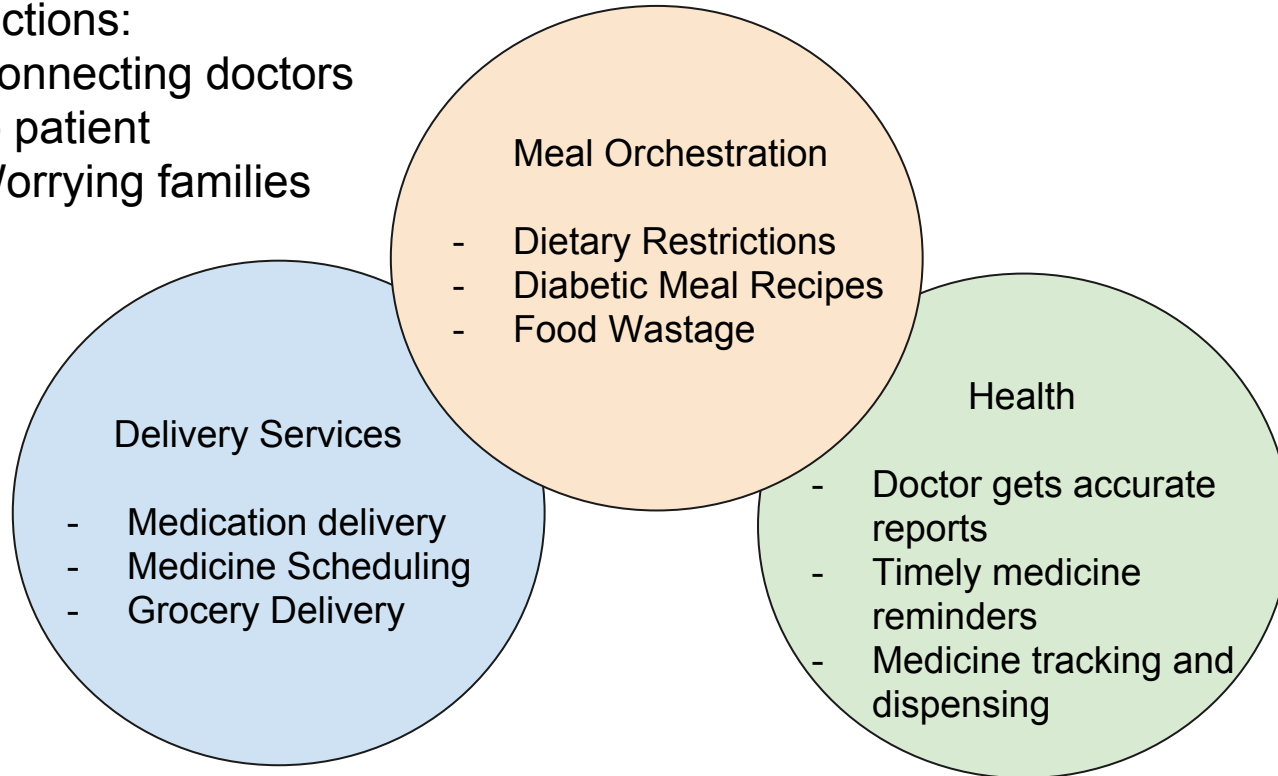 ctions:
onnecting doctors
patient
orrying families
Meal Orchestration
- Dietary Restrictions
- Diabetic Meal Recipes
- Food Wastage
Delivery Services
- Medication delivery
- Medicine Scheduling
- Grocery Delivery
Health
- Doctor gets accurate
reports
- Timely medicine
reminders
- Medicine tracking and
dispensing